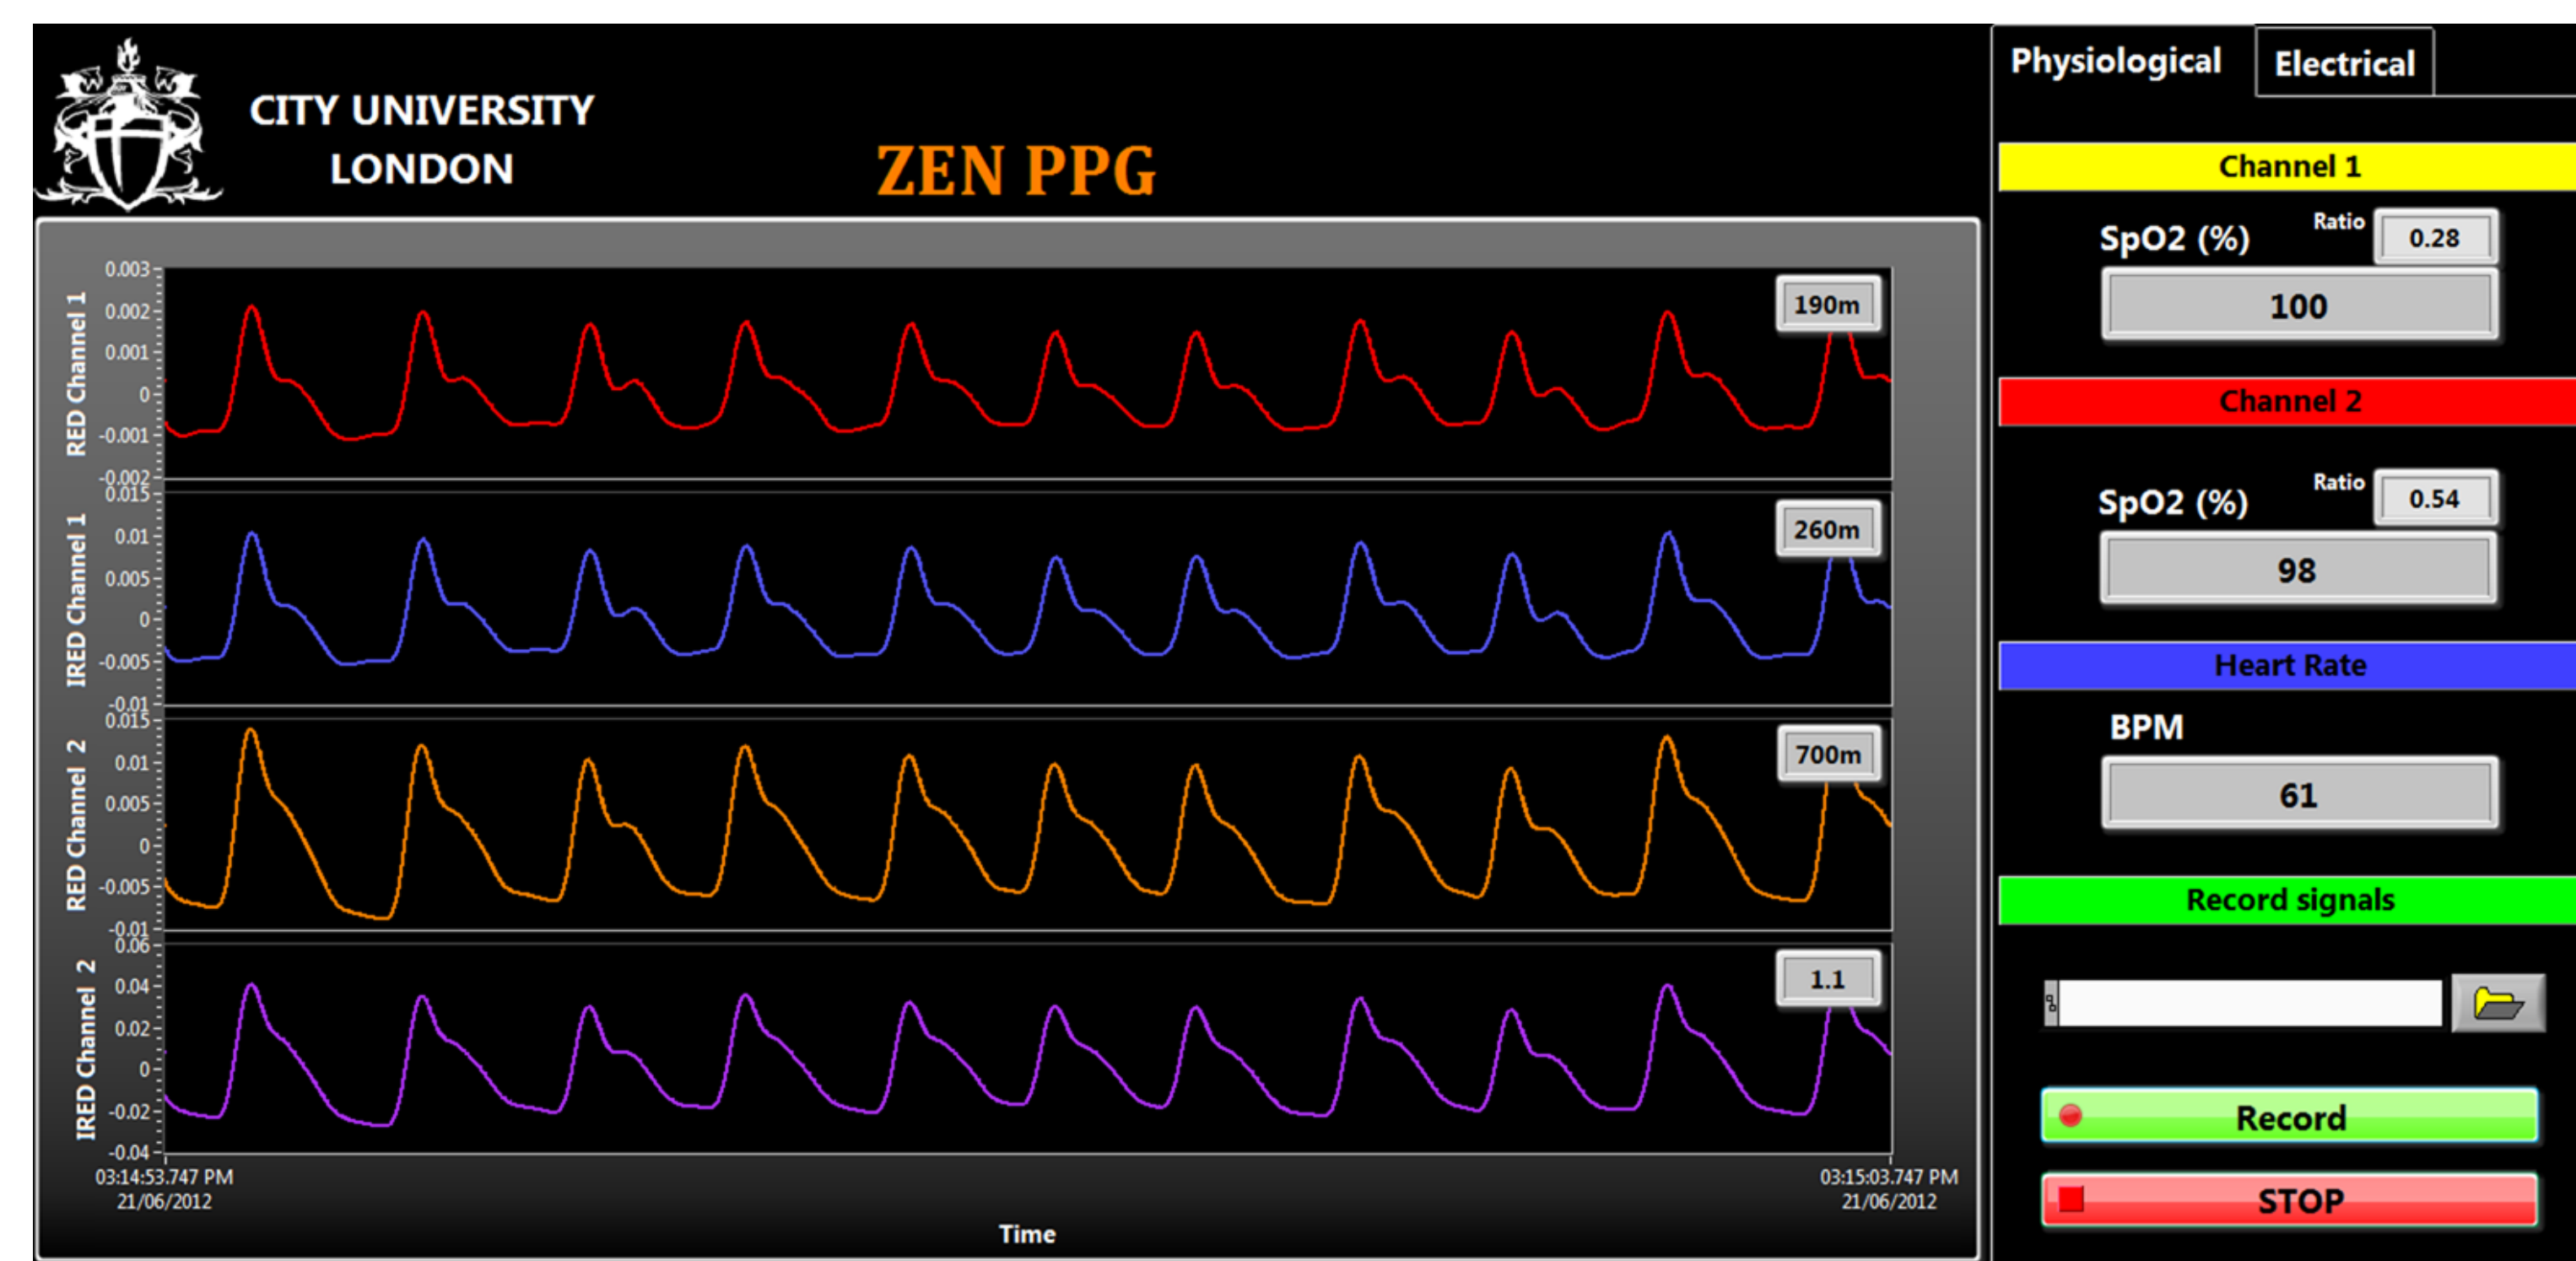 CITY UNIVERSITY
LONDON
ZEN PPG
RED Channel 1
0.003
0.002
0.001
0
-0.001
-0.002
190m
IRED Channel 1
0.015
0.01
0.005
0
-0.005
-0.01
260m
RED Channel 2
0.015
0.01
0.005
0
-0.005
-0.01
700m
IRED Channel 2
0.06
0.04
0.02
0
-0.02
-0.04
1.1
03:14:53.747 PM
21/06/2012
03:15:03.747 PM
21/06/2012
Time
Physiological
Electrical
Channel 1
SpO2 (%)
Ratio
0.28
100
Channel 2
SpO2 (%)
Ratio
0.54
98
Heart Rate
BPM
61
Record signals
Record
STOP